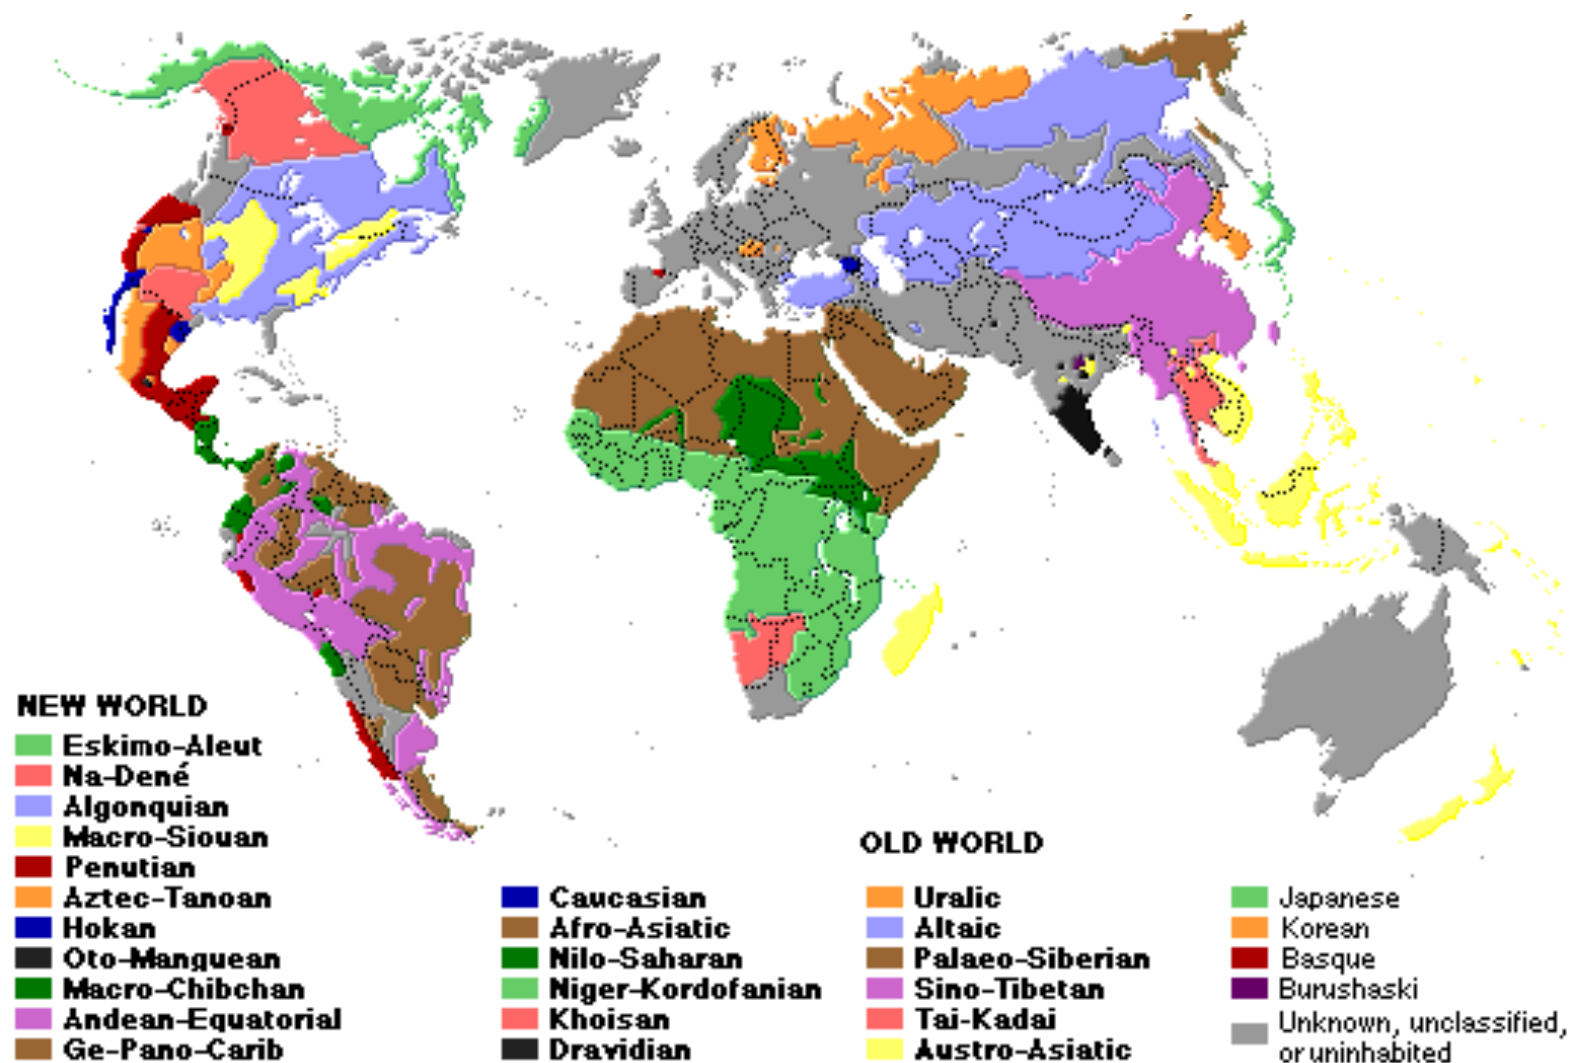 NEW WORLD
Eskimo-Aleut
Na-Dené
Algonquian
Macro-Siouan
Penutian
Aztec-Tanoan
Hokan
Oto-Manguean
Macro-Chibchan
Andean-Equatorial
Ge-Pano-Carib
Caucasian
Afro-Asiatic
Nilo-Saharan
Niger-Kordofanian
Khoisan
Dravidian
OLD WORLD
Uralic
Altaic
Palaeo-Siberian
Sino-Tibetan
Tai-Kadai
Austro-Asiatic
Japanese
Korean
Basque
Burushaski
Unknown, unclassified,
or uninhabited